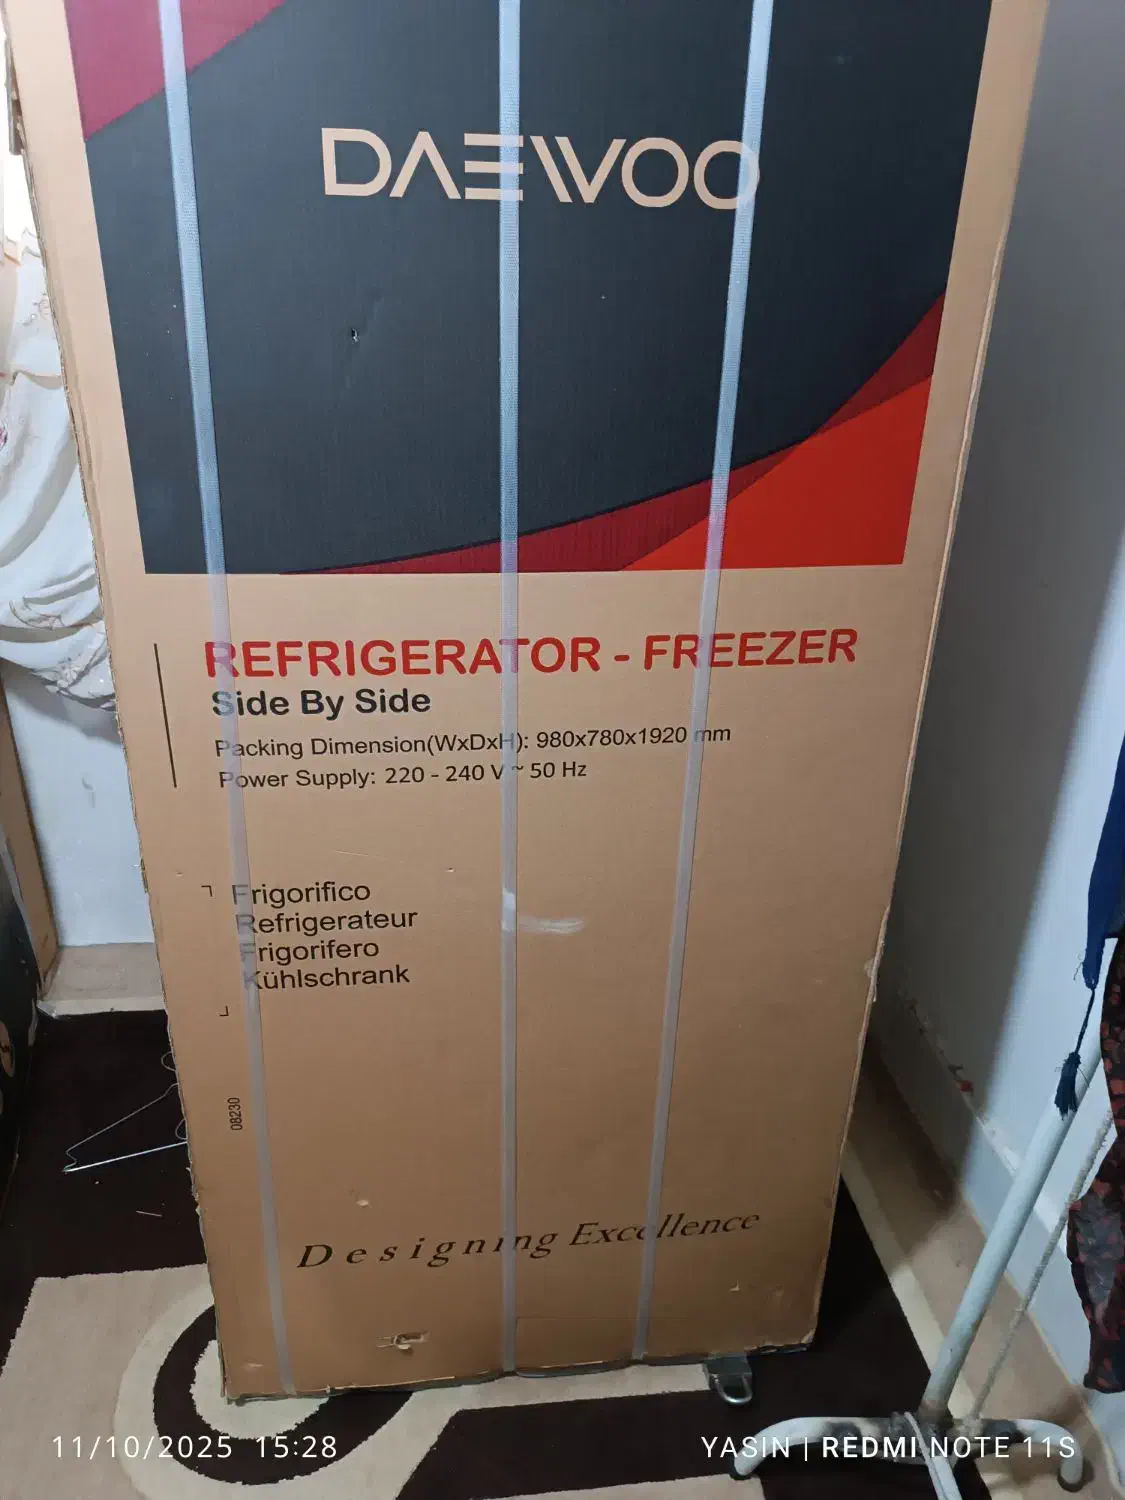 DAEWOO
REFRIGERATOR - FREEZER
Side By Side
Packing Dimension(WxDxH): 980x780x1920 mm
Power Supply: 220 - 240 V ~ 50 Hz
Frigorifico
Refrigerateur
Frigorifero
Kühlschrank
08230
Designing Excellence
11/10/2025 15:28
YASIN | REDMI NOTE 11S